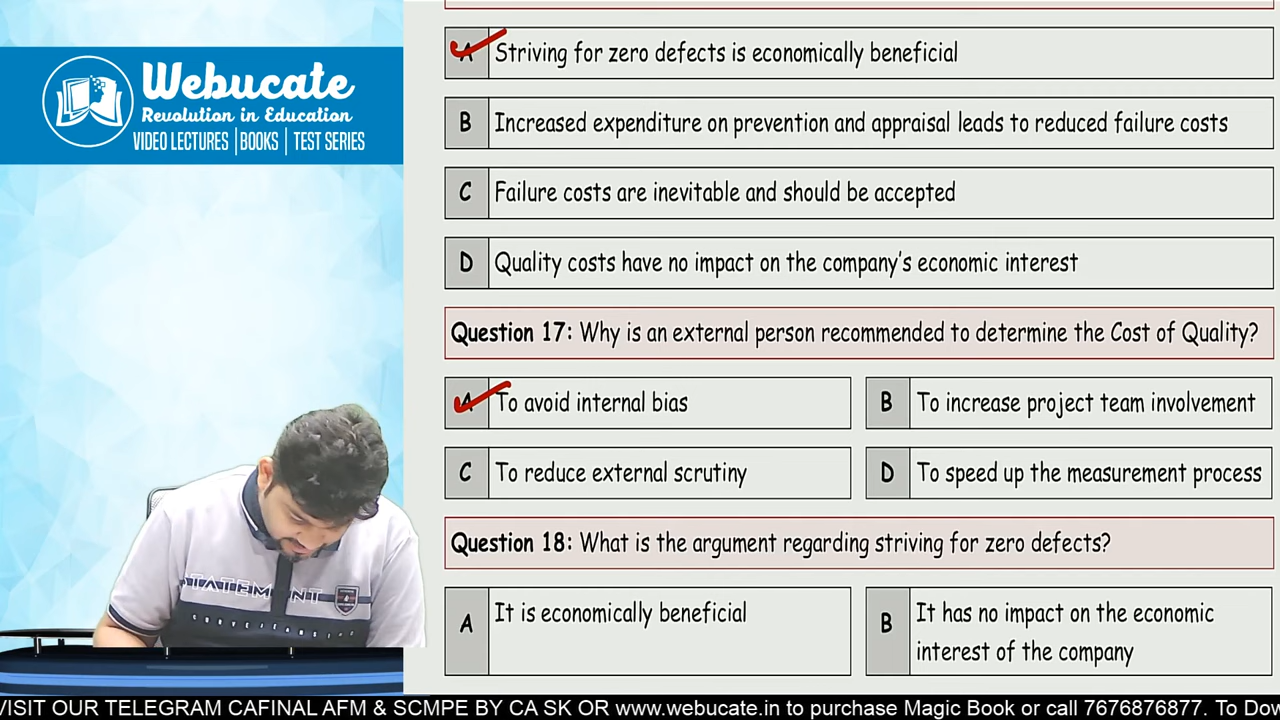 Webucate
Revolution in Education
VIDEO LECTURES | BOOKS | TEST SERIES
A Striving for zero defects is economically beneficial
B Increased expenditure on prevention and appraisal leads to reduced failure costs
C Failure costs are inevitable and should be accepted
D Quality costs have no impact on the company's economic interest
Question 17: Why is an external person recommended to determine the Cost of Quality?
A To avoid internal bias
B To increase project team involvement
C To reduce external scrutiny
D To speed up the measurement process
Question 18: What is the argument regarding striving for zero defects?
A It is economically beneficial
B It has no impact on the economic
interest of the company
STATEMENT
VISIT OUR TELEGRAM CAFINAL AFM & SCMPE BY CA SK OR www.webucate.in to purchase Magic Book or call 7676876877. To Dow